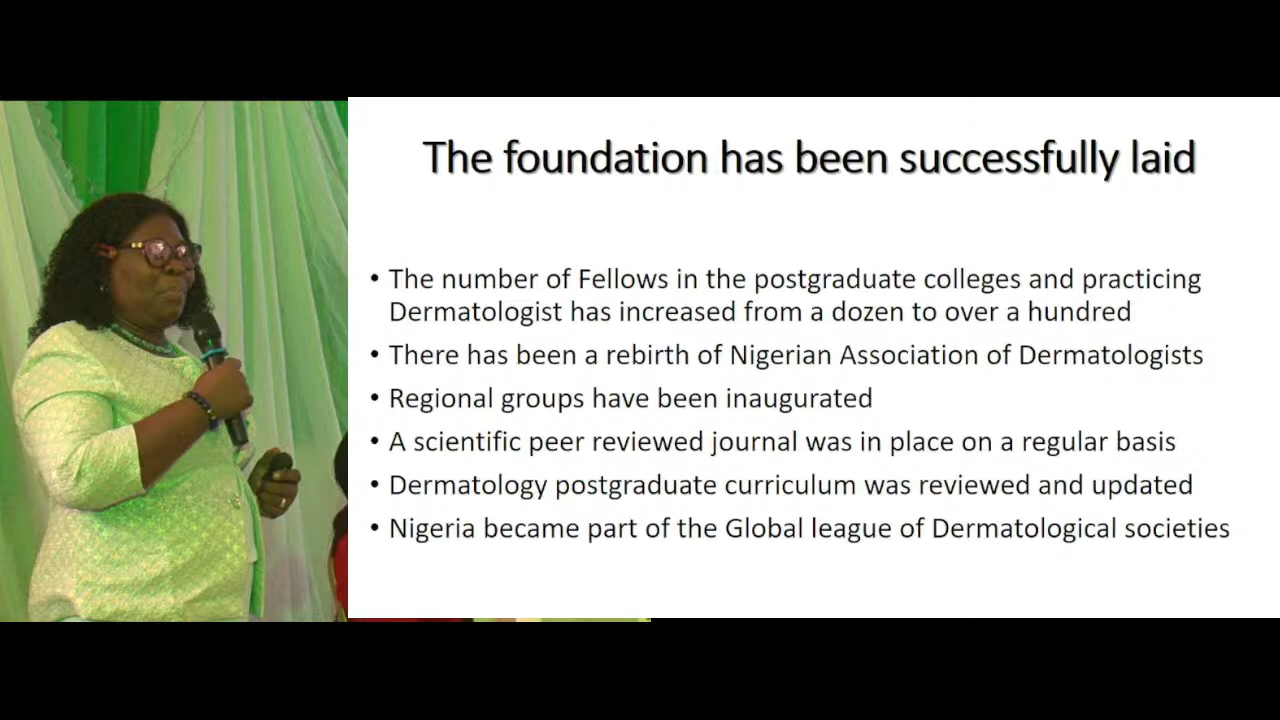 The foundation has been successfully laid
• The number of Fellows in the postgraduate colleges and practicing
Dermatologist has increased from a dozen to over a hundred
• There has been a rebirth of Nigerian Association of Dermatologists
• Regional groups have been inaugurated
• A scientific peer reviewed journal was in place on a regular basis
• Dermatology postgraduate curriculum was reviewed and updated
• Nigeria became part of the Global league of Dermatological societies